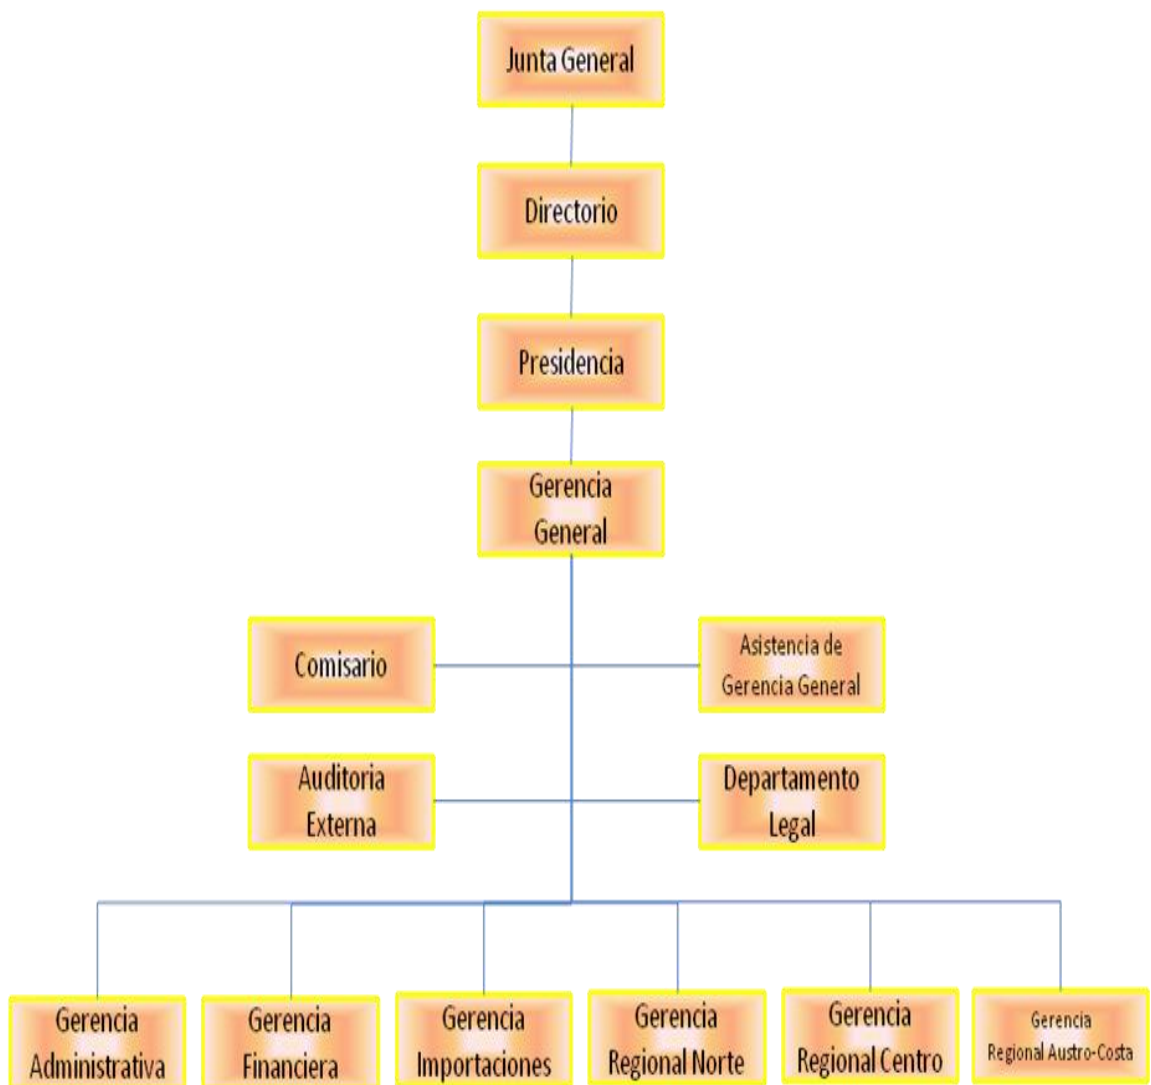 Junta General
Directorio
Presidencia
Gerencia
General
Comisario
Asistencia de
Gerencia General
Auditoria
Externa
Departamento
Legal
Gerencia
Administrativa
Gerencia
Financiera
Gerencia
Importaciones
Gerencia
Regional Norte
Gerencia
Regional Centro
Gerencia
Regional Austro-Costa